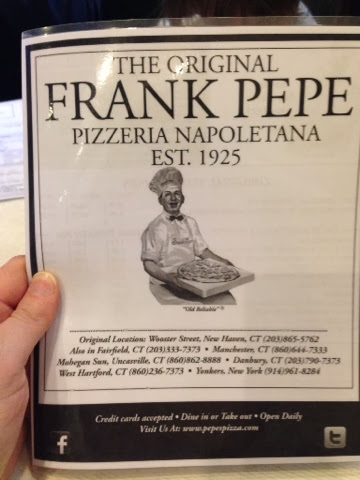 THE ORIGINAL
FRANK PEPE
PIZZERIA NAPOLETANA
EST. 1925
"Old Reliable"
Original Location: Wooster Street, New Haven, CT (203)865-5762
Also in Fairfield, CT (203)333-7373 • Manchester, CT (860)644-7333
Mohegan Sun, Uncasville, CT (860)862-8888 • Danbury, CT (203)790-7373
West Hartford, CT (860)236-7373 • Yonkers, New York (914)961-8284
Credit cards accepted • Dine in or Take out • Open Daily
Visit Us At: www.pepespizza.com
f
t